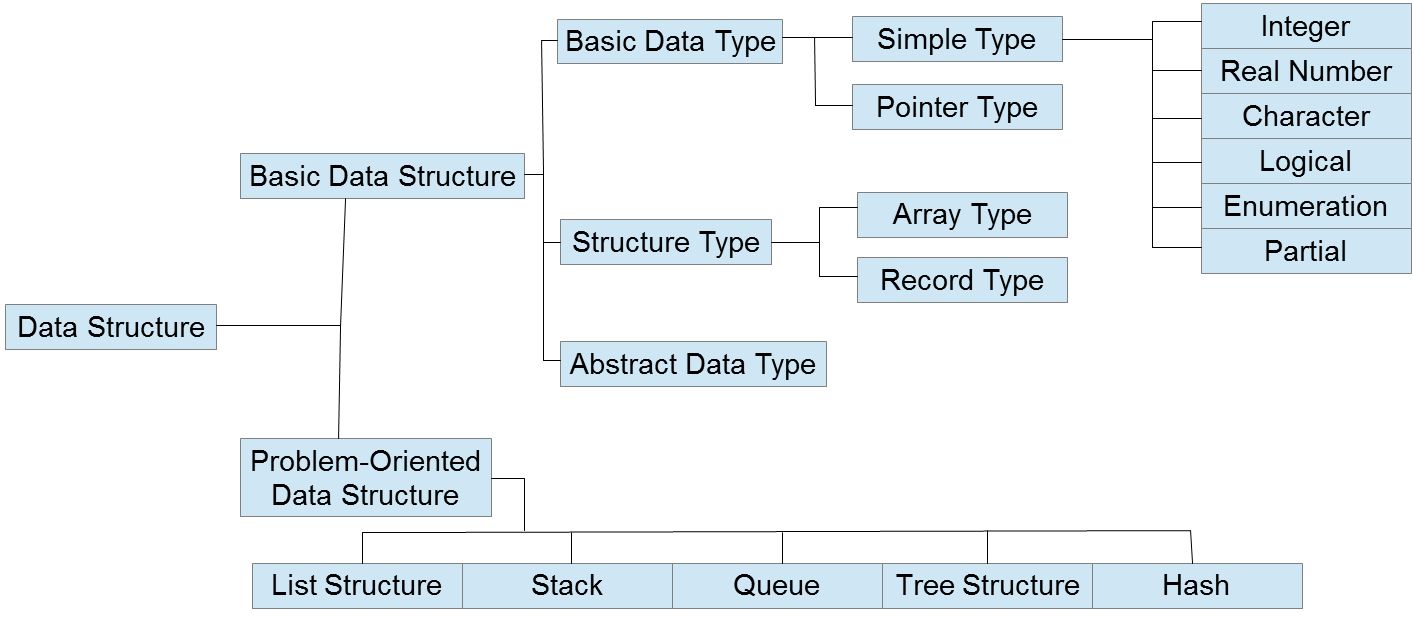 Basic Data Type
Simple Type
Integer
Real Number
Pointer Type
Character
Logical
Basic Data Structure
Array Type
Enumeration
Structure Type
Partial
Record Type
Data Structure
Abstract Data Type
Problem-Oriented
Data Structure
List Structure
Stack
Queue
Tree Structure
Hash